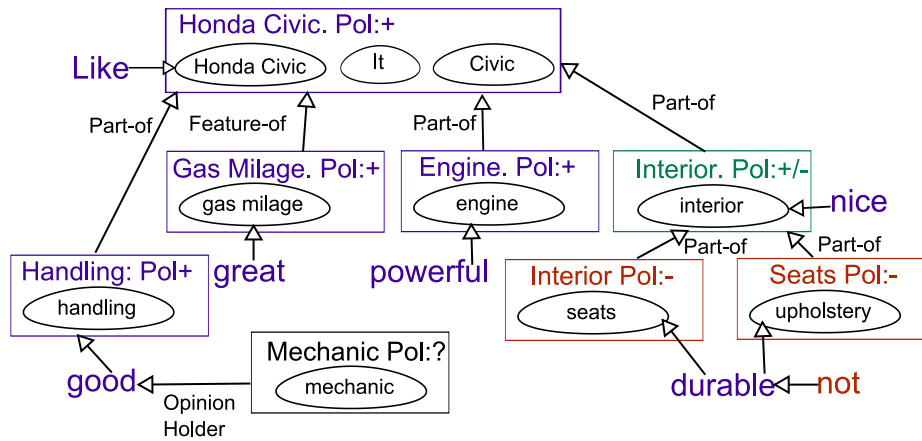 Honda Civic. Pol:+
Like
Honda Civic
It
Civic
Part-of
Feature-of
Part-of
Part-of
Gas Milage. Pol:+
Engine. Pol:+
Interior. Pol:+/-
gas milage
engine
interior
nice
Part-of
Part-of
Handling: Pol+
great
powerful
Interior Pol:-
Seats Pol:-
handling
seats
upholstery
Mechanic Pol:?
good
mechanic
durable
not
Opinion
Holder